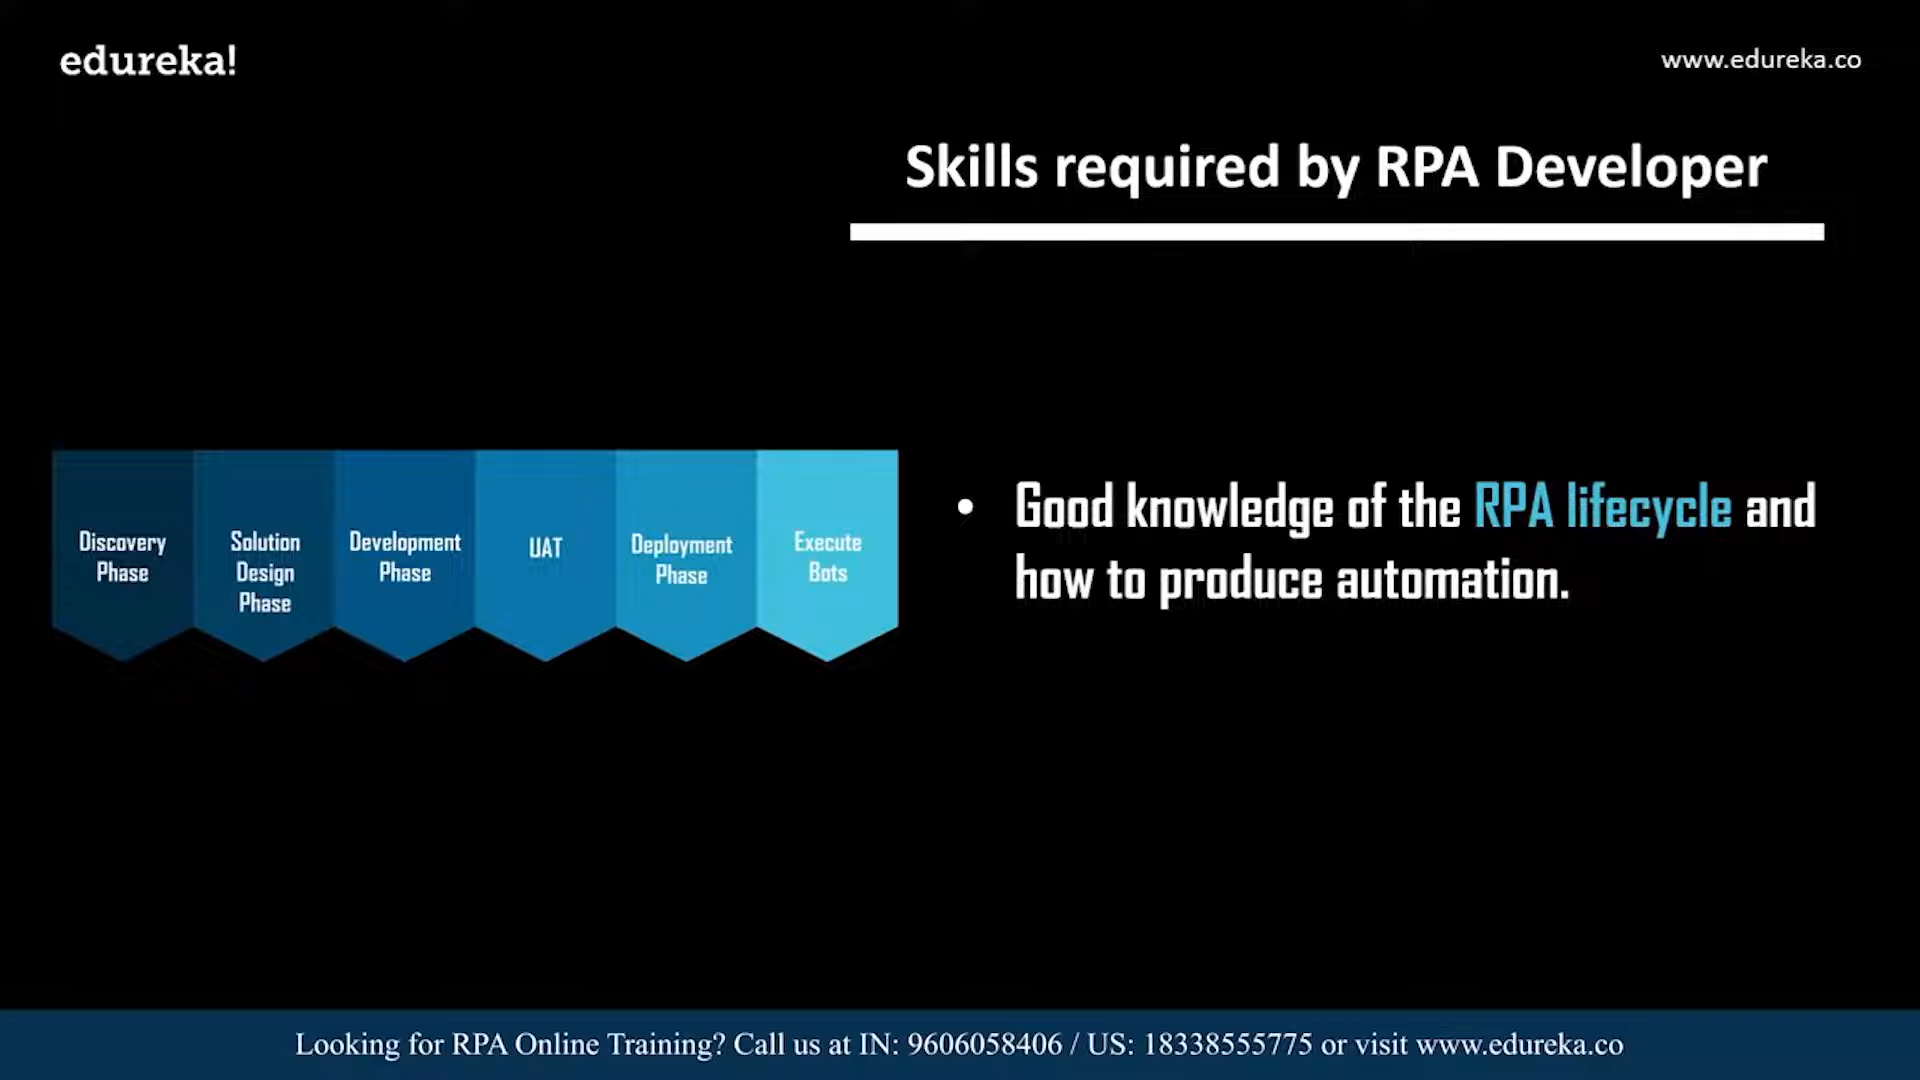 edureka!
www.edureka.co
Skills required by RPA Developer
Discovery
Phase
Solution
Design
Phase
Development
Phase
UAT
Deployment
Phase
Execute
Bots
• Good knowledge of the RPA lifecycle and
how to produce automation.
Looking for RPA Online Training? Call us at IN: 9606058406 / US: 18338555775 or visit www.edureka.co